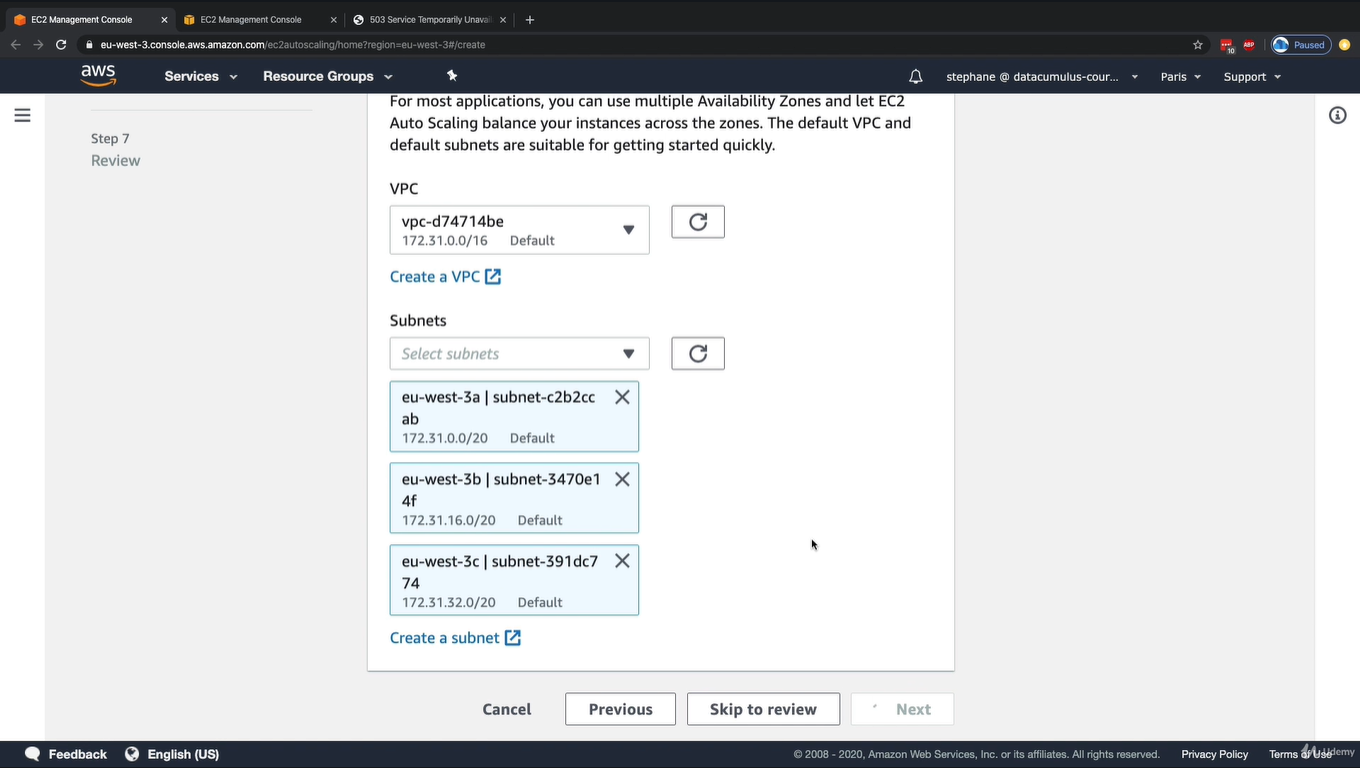 EC2 Management Console
EC2 Management Console
503 Service Temporarily Unavai
eu-west-3.console.aws.amazon.com/ec2autoscaling/home?region=eu-west-3#/create
10
ABP
Paused
aws
Services
Resource Groups
stephane @ datacumulus-cour...
Paris
Support
For most applications, you can use multiple Availability Zones and let EC2
Auto Scaling balance your instances across the zones. The default VPC and
default subnets are suitable for getting started quickly.
Step 7
Review
VPC
vpc-d74714be
172.31.0.0/16 Default
Create a VPC
Subnets
Select subnets
eu-west-3a | subnet-c2b2cc
ab
172.31.0.0/20 Default
eu-west-3b | subnet-3470e1
4f
172.31.16.0/20 Default
eu-west-3c | subnet-391dc7
74
172.31.32.0/20 Default
Create a subnet
Cancel
Previous
Skip to review
Next
Feedback
English (US)
© 2008 - 2020, Amazon Web Services, Inc. or its affiliates. All rights reserved.
Privacy Policy
Terms of Use
Udemy